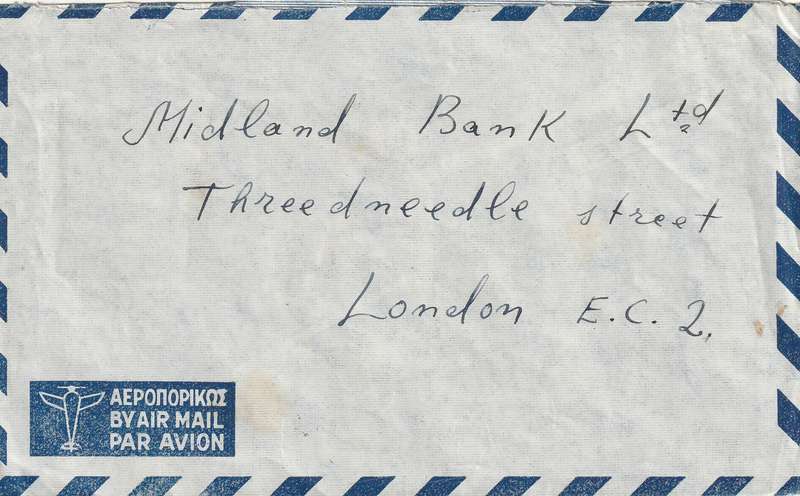 Midland Bank Ltd
Threedneedle street
London E.C. 2.
ΑΕΡΟΠΟΡΙΚΩΣ
BY AIR MAIL
PAR AVION